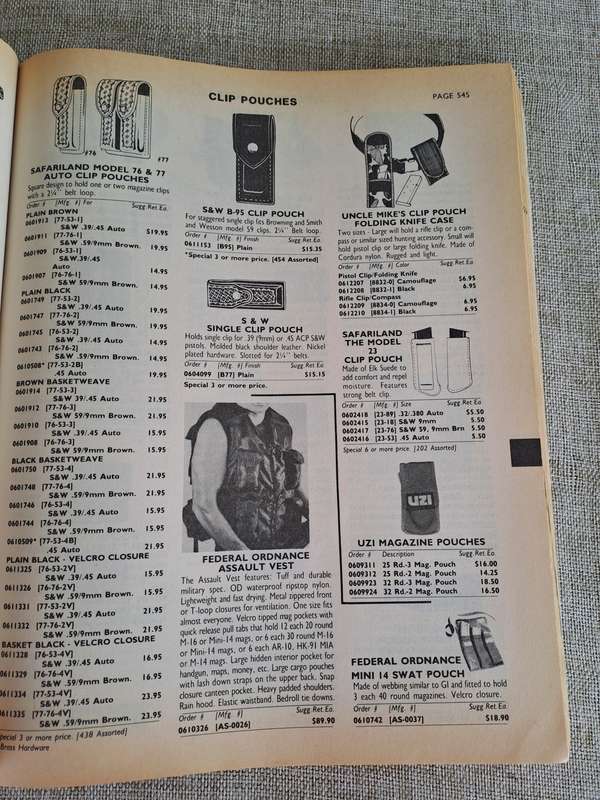 CLIP POUCHES
PAGE 545
#76
#77
SAFARILAND MODEL 76 & 77
AUTO CLIP POUCHES
Square design to hold one or two magazine clips
with a 2¼" belt loop.
Order # [Mfg. #] For Sugg.Ret.Ea.
PLAIN BROWN
0601913 [77-53-1]
S&W .39/.45 Auto $19.95
0601911 [77-76-1]
S&W .59/9mm Brown. 19.95
0601909 [76-53-1]
S&W.39/.45
Auto 14.95
0601907 [76-76-1]
S&W 59/9mm Brown. 14.95
PLAIN BLACK
0601749 [77-53-2]
S&W .39/.45 Auto 19.95
0601747 [77-76-2]
S&W 59/9mm Brown. 19.95
0601745 [76-53-2]
S&W .39/.45 Auto 14.95
0601743 [76-76-2]
S&W .59/9mm Brown. 14.95
0610508* [77-53-2B]
.45 Auto 19.95
BROWN BASKETWEAVE
0601914 [77-53-3]
S&W 39/.45 Auto 21.95
0601912 [77-76-3]
S&W 59/9mm Brown. 21.95
0601910 [76-53-3]
S&W .39/.45 Auto 15.95
0601908 [76-76-3]
S&W .59/9mm Brown. 15.95
BLACK BASKETWEAVE
0601750 [77-53-4]
S&W .39/.45 Auto 21.95
0601748 [77-76-4]
S&W .59/9mm Brown. 21.95
0601746 [76-53-4]
S&W .39/.45 Auto 15.95
0601744 [76-76-4]
S&W .59/9mm Brown. 15.95
0610509* [77-53-4B]
.45 Auto 21.95
PLAIN BLACK - VELCRO CLOSURE
0611325 [76-53-2V]
S&W .39/.45 Auto 15.95
0611326 [76-76-2V]
S&W .59/9mm Brown. 15.95
0611331 [77-53-2V]
S&W .39/.45 Auto 21.95
0611332 [77-76-2V]
S&W .59/9mm Brown. 21.95
BASKET BLACK - VELCRO CLOSURE
0611328 [76-53-4V]
S&W .39/.45 Auto 16.95
0611329 [76-76-4V]
S&W .59/9mm Brown. 16.95
0611334 [77-53-4V]
S&W .39/.45 Auto 23.95
0611335 [77-76-4V]
S&W .59/9mm Brown. 23.95
3 or more price. [438 Assorted]
Brass Hardware
S&W B-95 CLIP POUCH
For staggered single clip fits Browning and Smith
and Wesson model 59 clips. 2¼" Belt loop.
Order # [Mfg #] Finish Sugg.Ret.Ea.
0611153 [B95] Plain $15.35
*Special 3 or more price. [454 Assorted]
S & W
SINGLE CLIP POUCH
Holds single clip for .39 (9mm) or .45 ACP S&W
pistols. Molded black shoulder leather. Nickel
plated hardware. Slotted for 2¼" belts.
Order # [Mfg #] Finish Sugg.Ret.Ea.
0604099 [B77] Plain $15.15
Special 3 or more price.
FEDERAL ORDNANCE
ASSAULT VEST
The Assault Vest features: Tuff and durable
military spec. OD waterproof ripstop nylon.
Lightweight and fast drying. Metal rippered front
or T-loop closures for ventilation. One size fits
almost everyone. Velcro tipped mag pockets with
quick release pull tabs that hold 12 each 20 round
M-16 or Mini-14 mags, or 6 each 30 round M-16
or Mini-14 mags, or 6 each AR-10, HK-91 MIA
or M-14 mags. Large hidden interior pocket for
handgun, maps, money, etc. Large cargo pockets
with lash down straps on the upper back. Snap
closure canteen pocket. Heavy padded shoulders.
Rain hood. Elastic waistband. Bedroll tie downs.
Order # [Mfg #] Sugg.Ret.Ea.
0610326 [AS-0026] $89.90
UNCLE MIKE'S CLIP POUCH
FOLDING KNIFE CASE
Two sizes - Large will hold a rifle clip or a com-
pass or similar sized hunting accessory. Small will
hold pistol clip or large folding knife. Made of
Cordura nylon. Rugged and light.
Order # [Mfg. #] Color Sugg.Ret.Ea.
Pistol Clip/Folding Knife
0612207 [8832-0] Camouflage $6.95
0612208 [8832-1] Black 6.95
Rifle Clip/Compass
0612209 [8834-0] Camouflage 6.95
0612210 [8834-1] Black 6.95
SAFARILAND
THE MODEL
23
CLIP POUCH
Made of Elk Suede to
add comfort and repel
moisture. Features
strong belt clip.
Order # [Mfg #] Size Sugg.Ret.Ea.
0602418 [23-89] .32/.380 Auto $5.50
0602415 [23-18] S&W 9mm 5.50
0602417 [23-76] S&W 59, 9mm Brn 5.50
0602416 [23-53] .45 Auto 5.50
Special 6 or more price. [202 Assorted]
UZI
UZI MAGAZINE POUCHES
Order # Description Sugg.Ret.Ea.
0609311 25 Rd.-3 Mag. Pouch $16.00
0609312 25 Rd.-2 Mag. Pouch 14.25
0609923 32 Rd.-3 Mag. Pouch 18.50
0609924 32 Rd.-2 Mag. Pouch 16.50
FEDERAL ORDNANCE
MINI 14 SWAT POUCH
Made of webbing similar to GI and fitted to hold
3 each 40 round magazines. Velcro closure.
Order # [Mfg. #] Sugg.Ret.Ea.
0610742 [AS-0037] $18.90